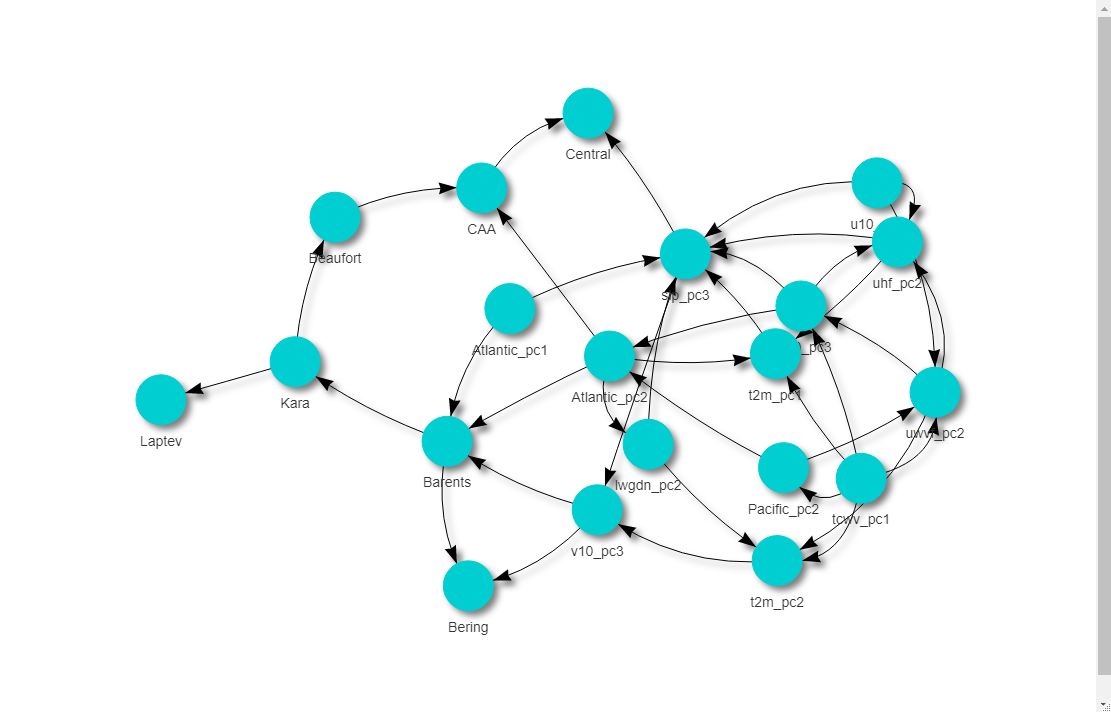 Central
u10
CAA
Beaufort
uhf_pc2
slp_pc3
_pc3
Atlantic_pc1
t2m_pc1
Atlantic_pc2
Kara
uwvf_pc2
Laptev
Barents
lwgdn_pc2
Pacific_pc2
tcwv_pc1
v10_pc3
t2m_pc2
Bering